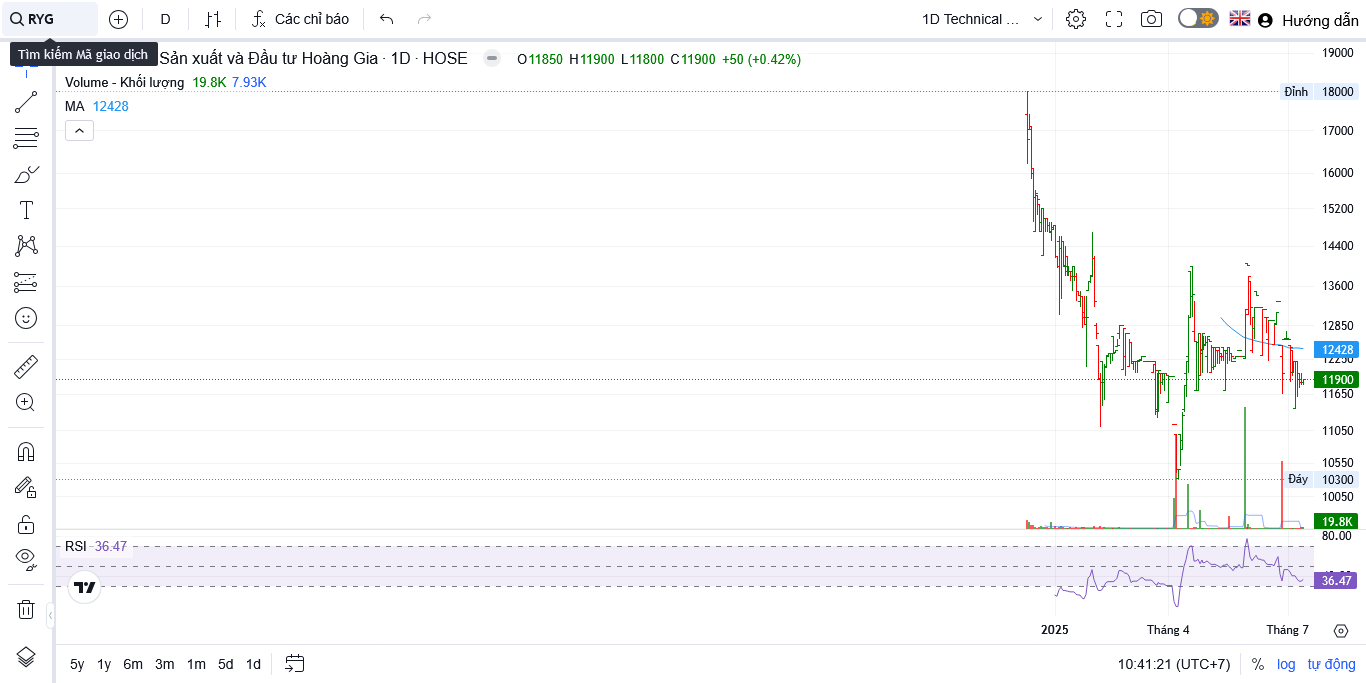 RYG
D
Các chỉ báo
1D Technical ...
Hướng dẫn
Tìm kiếm Mã giao dịch
Sản xuất và Đầu tư Hoàng Gia · 1D · HOSE
O11850 H11900 L11800 C11900 +50 (+0.42%)
Volume - Khối lượng 19.8K 7.93K
MA 12428
19000
Đỉnh 18000
17000
16000
15200
14400
13600
12850
12428
12250
11900
11650
11050
10550
Đáy 10300
10050
19.8K
80.00
RSI 36.47
36.47
2025 Tháng 4 Tháng 7
5y 1y 6m 3m 1m 5d 1d
10:41:21 (UTC+7) % log tự động